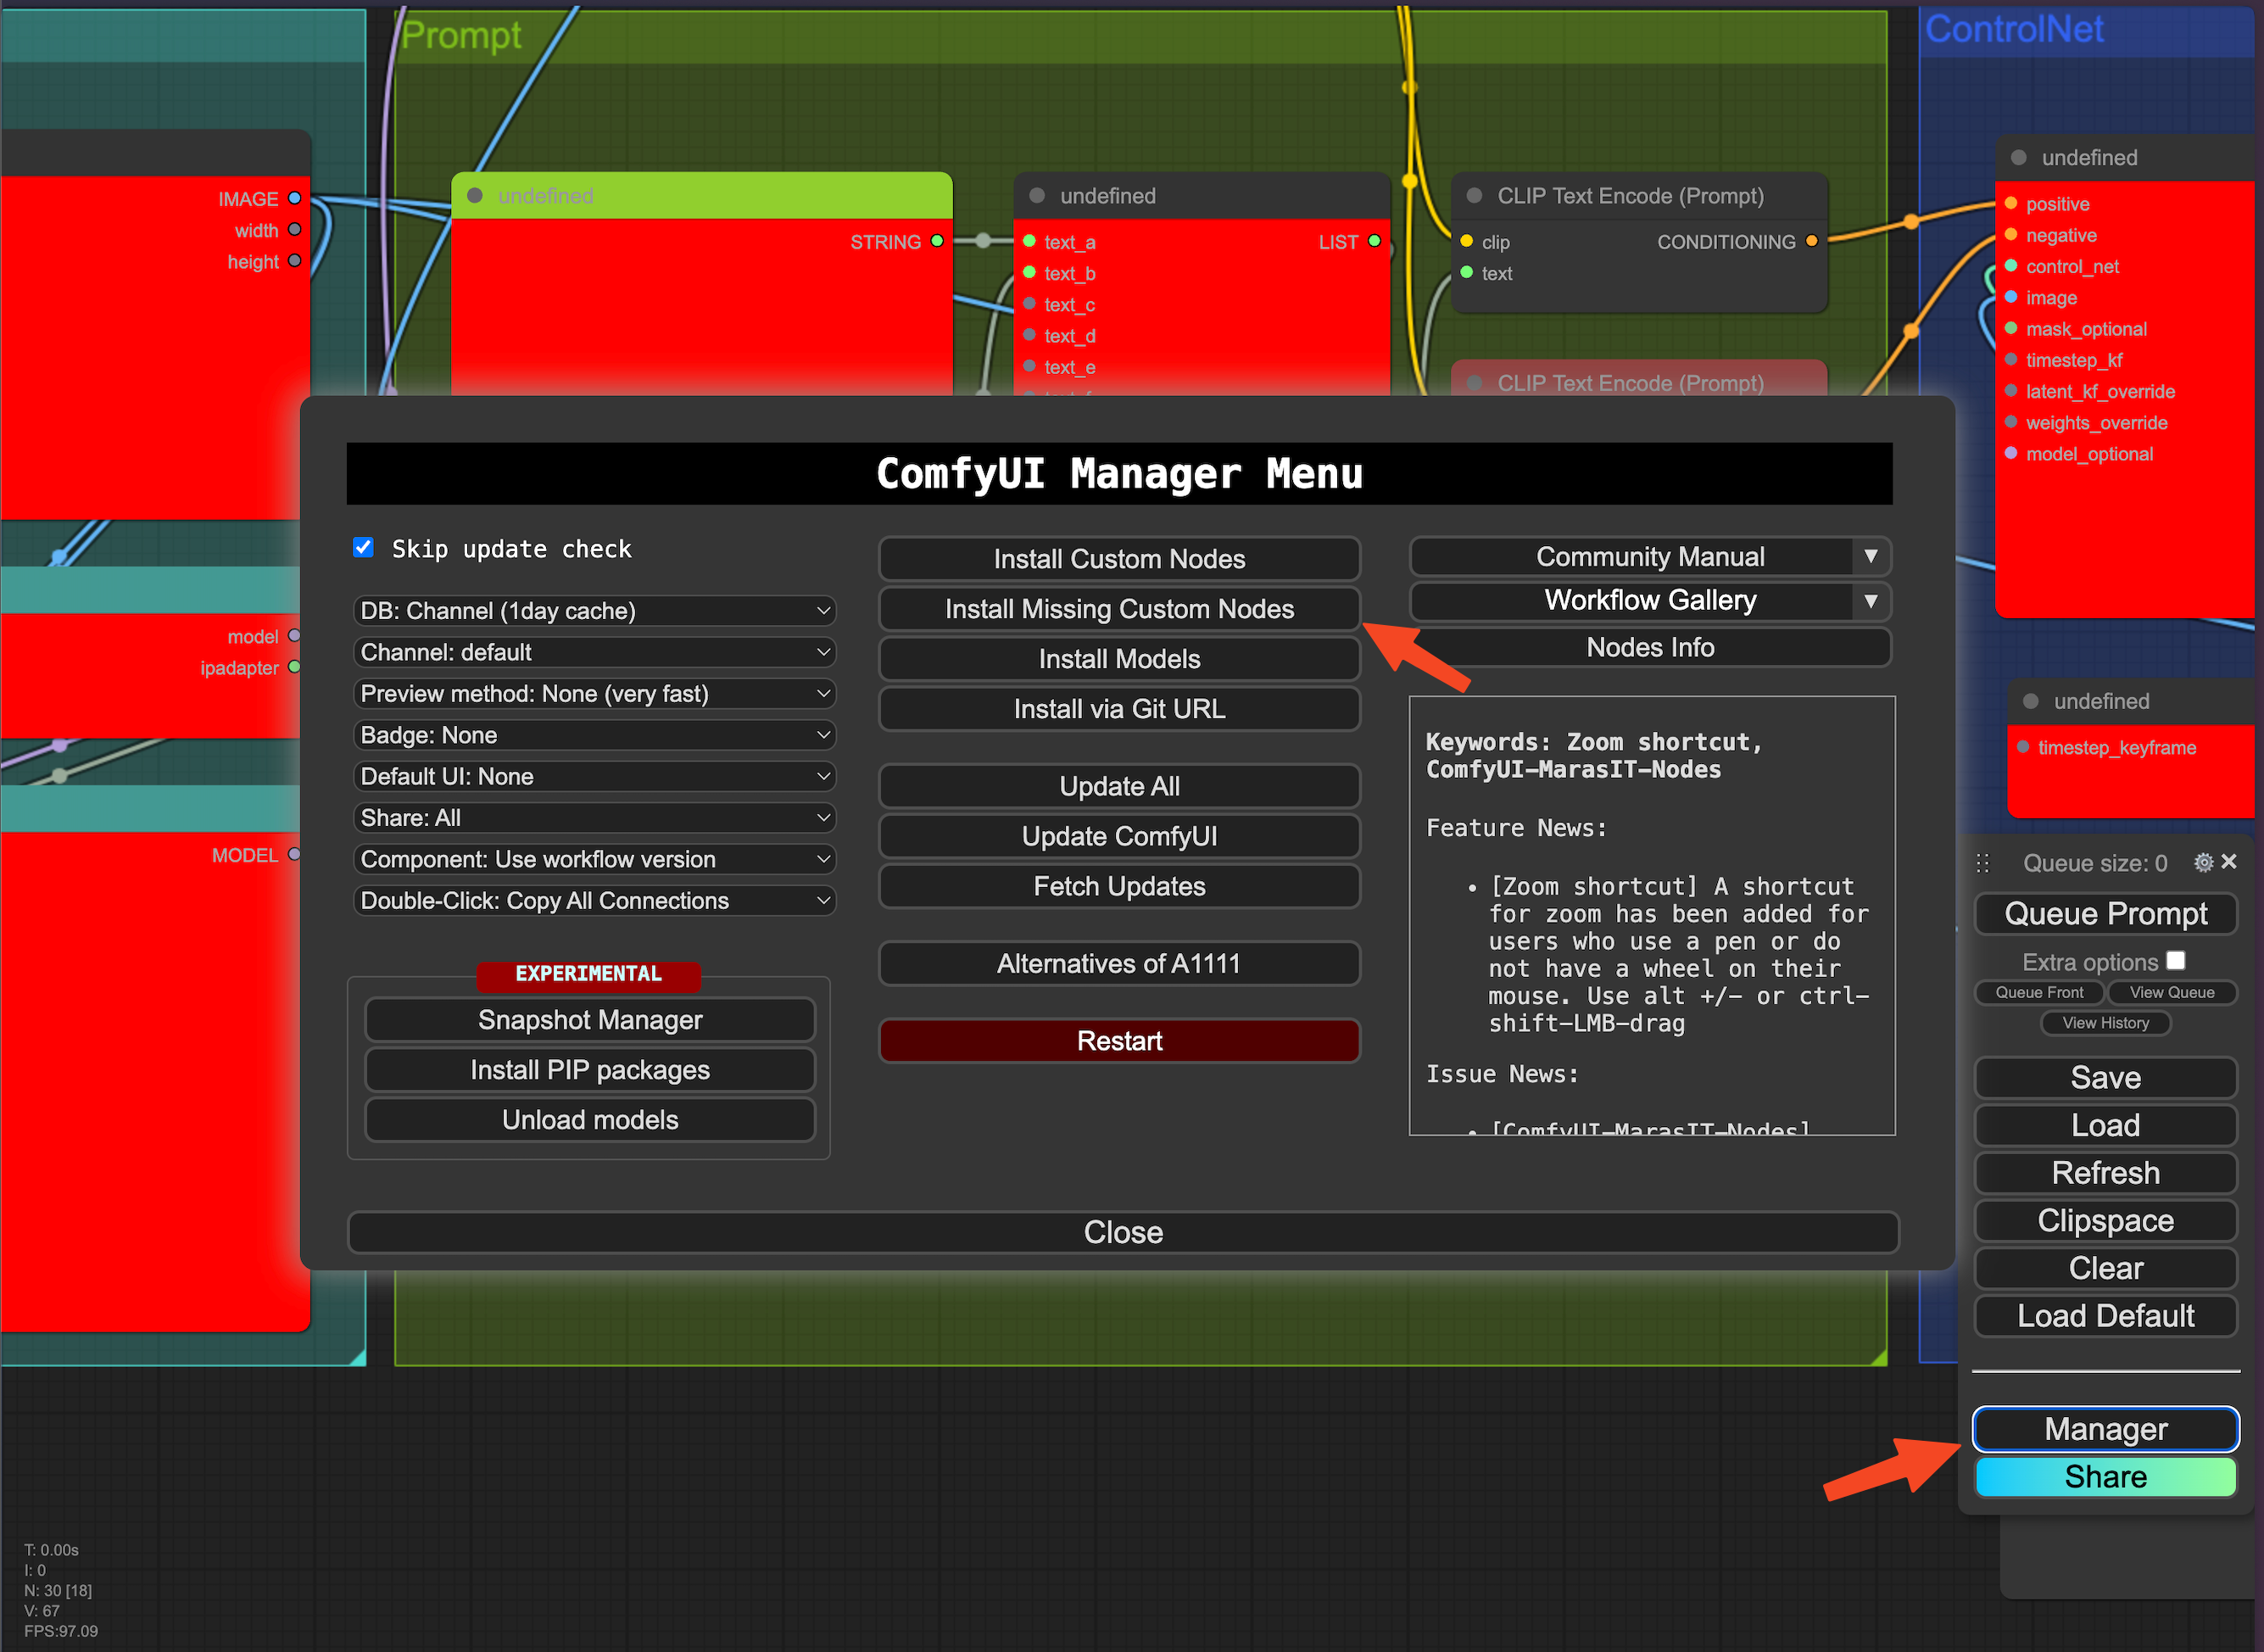 Prompt
ControlNet
IMAGE
width
height
undefined
STRING
undefined
text_a
LIST
text_b
text_c
text_d
text_e
CLIP Text Encode (Prompt)
clip
CONDITIONING
text
CLIP Text Encode (Prompt)
undefined
positive
negative
control_net
image
mask_optional
timestep_kf
latent_kf_override
weights_override
model_optional
model
ipadapter
MODEL
undefined
timestep_keyframe
ComfyUI Manager Menu
Skip update check
DB: Channel (1day cache)
Channel: default
Preview method: None (very fast)
Badge: None
Default UI: None
Share: All
Component: Use workflow version
Double-Click: Copy All Connections
EXPERIMENTAL
Snapshot Manager
Install PIP packages
Unload models
Install Custom Nodes
Install Missing Custom Nodes
Install Models
Install via Git URL
Update All
Update ComfyUI
Fetch Updates
Alternatives of A1111
Restart
Community Manual
Workflow Gallery
Nodes Info
Keywords: Zoom shortcut,
ComfyUI-MarasIT-Nodes
Feature News:
• [Zoom shortcut] A shortcut
for zoom has been added for
users who use a pen or do
not have a wheel on their
mouse. Use alt +/- or ctrl-
shift-LMB-drag
Issue News:
• [ComfyUI-MarasIT-Nodes]
Close
Queue size: 0
Queue Prompt
Extra options
Queue Front
View Queue
View History
Save
Load
Refresh
Clipspace
Clear
Load Default
Manager
Share
T: 0.00s
I: 0
N: 30 [18]
V: 67
FPS:97.09